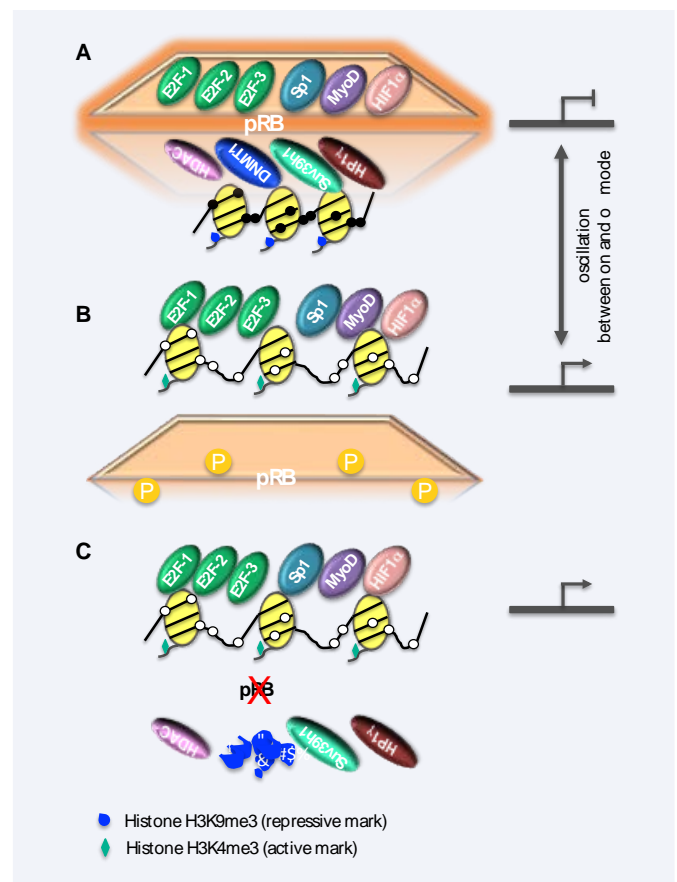 A
E2F-1
E2F-2
E2F-3
Sp1
MyoD
HIF1α
pRB
HDAC
DNMT1
Suv39h1
HP1γ
oscillation
between on and o mode
B
E2F-1
E2F-2
E2F-3
Sp1
MyoD
HIF1α
P
P
pRB
P
P
C
E2F-1
E2F-2
E2F-3
Sp1
MyoD
HIF1α
pRB
HDAC
Suv39h1
HP1γ
Histone H3K9me3 (repressive mark)
Histone H3K4me3 (active mark)